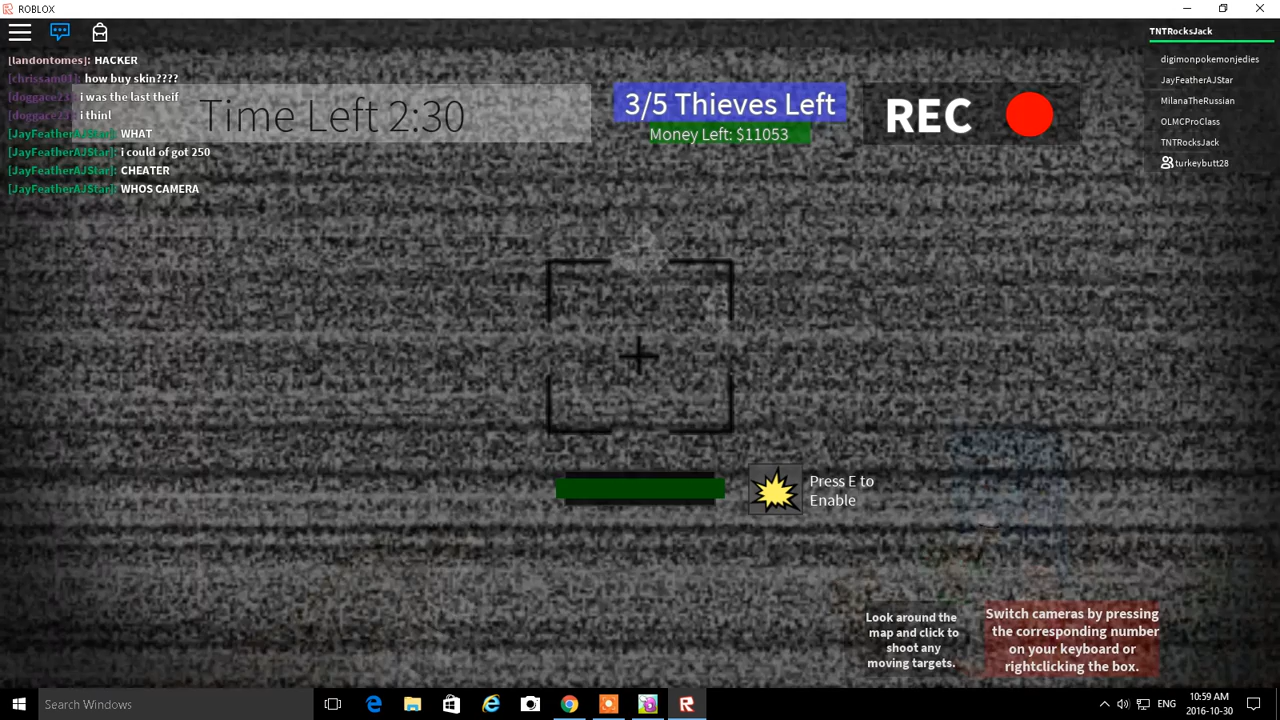 ROBLOX
TNTRocksJack
[landontomes]: HACKER
[chrissam01]: how buy skin????
[doggace23]: i was the last theif
[doggace23]: i thinl
[JayFeatherAJStar]: WHAT
[JayFeatherAJStar]: i could of got 250
[JayFeatherAJStar]: CHEATER
[JayFeatherAJStar]: WHOS CAMERA
Time Left 2:30
3/5 Thieves Left
Money Left: $11053
REC
digimonpokemonjedies
JayFeatherAJStar
MilanaTheRussian
OLMCProClass
TNTRocksJack
turkeybutt28
Press E to
Enable
Look around the
map and click to
shoot any
moving targets.
Switch cameras by pressing
the corresponding number
on your keyboard or
rightclicking the box.
Search Windows
ENG
10:59 AM
2016-10-30